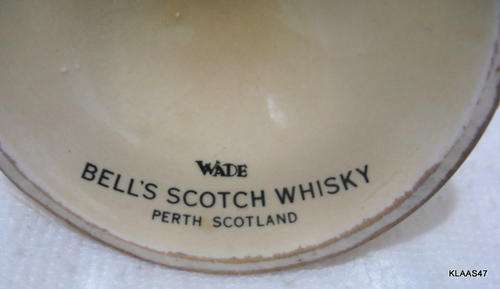 WADE
BELL'S SCOTCH WHISKY
PERTH SCOTLAND
KLAAS47